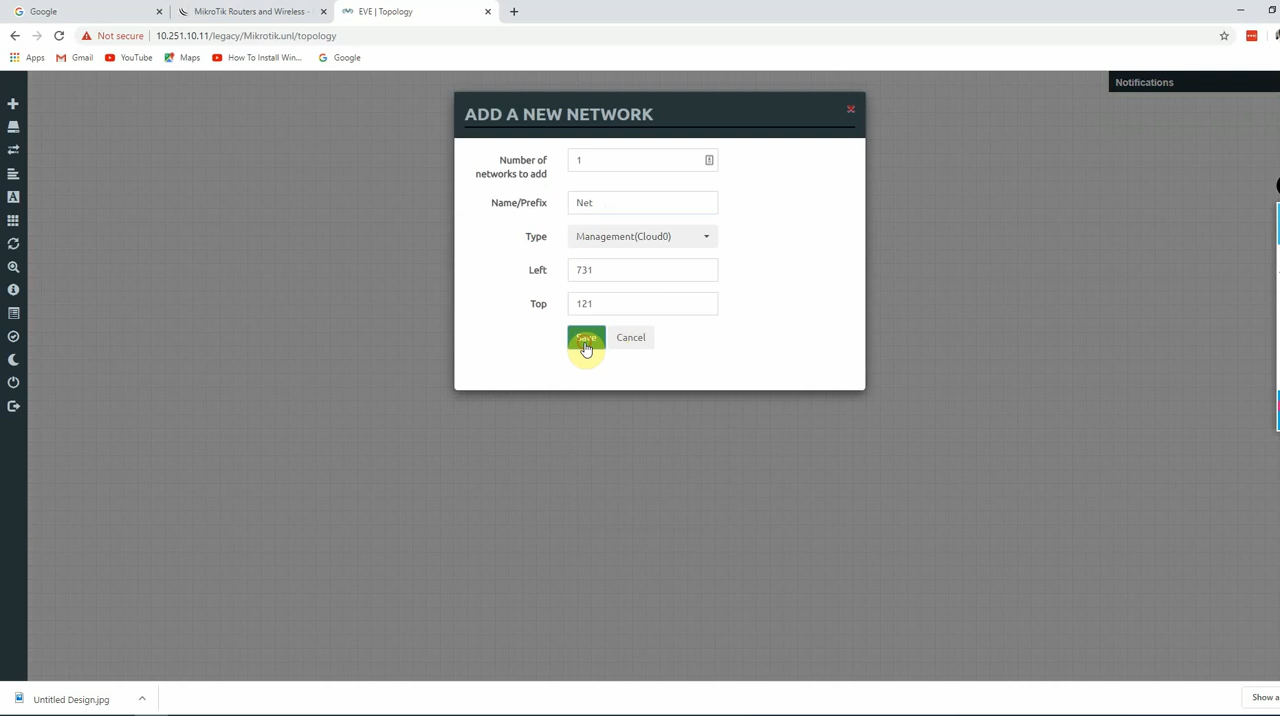 Google
MikroTik Routers and Wireless -
EVE | Topology
Not secure
10.251.10.11/legacy/Mikrotik.unl/topology
Apps
Gmail
YouTube
Maps
How To Install Win...
Google
Notifications
ADD A NEW NETWORK
Number of
networks to add
1
Name/Prefix
Net
Type
Management(Cloud0)
Left
731
Top
121
Save
Cancel
Untitled Design.jpg
Show a